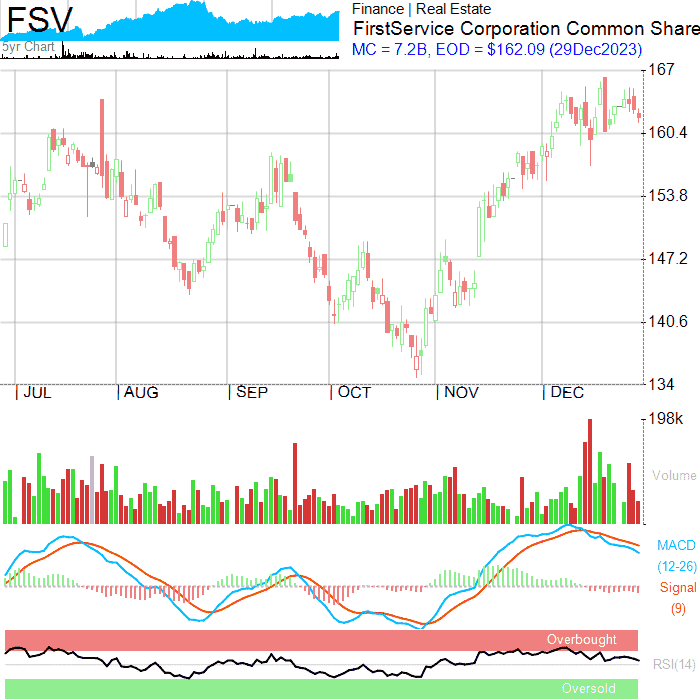 FSV
5yr Chart
Finance | Real Estate
FirstService Corporation Common Share
MC = 7.2B, EOD = $162.09 (29Dec2023)
167
160.4
153.8
147.2
140.6
134
JUL AUG SEP OCT NOV DEC
198k
Volume
MACD
(12-26)
Signal
(9)
Overbought
RSI(14)
Oversold